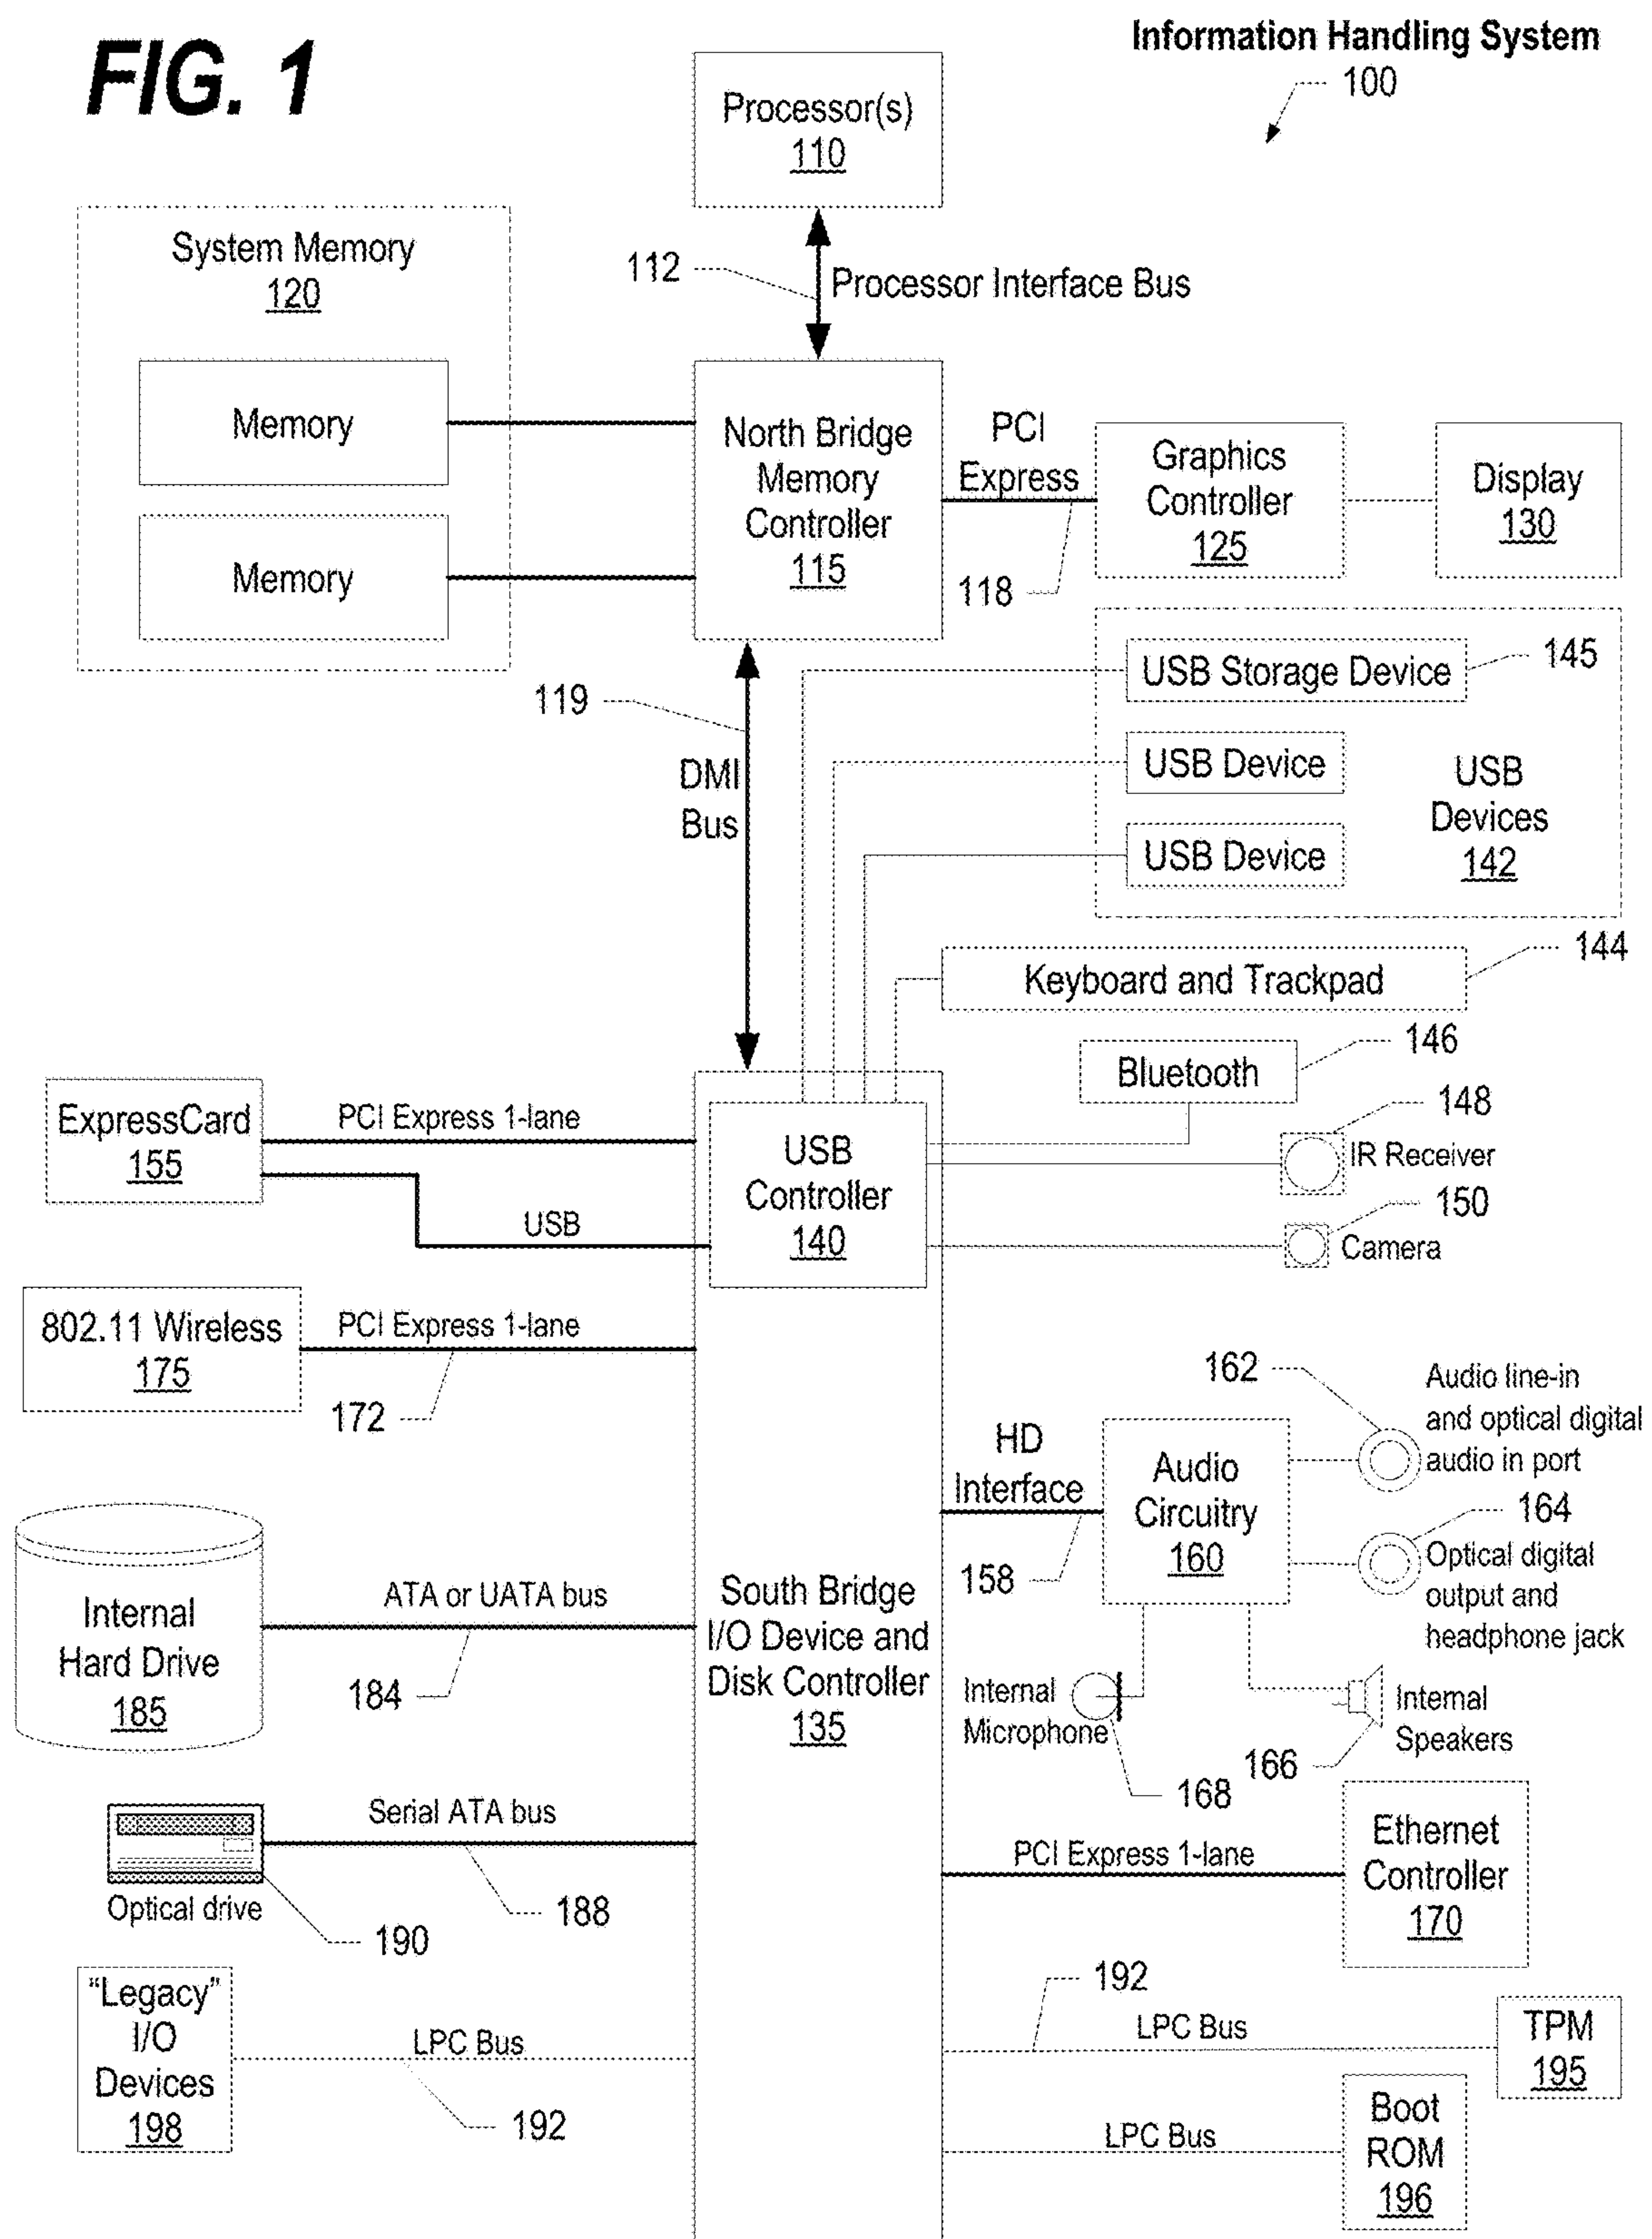 FIG. 1
Information Handling System
100
Processor(s)
110
System Memory
120
112
Processor Interface Bus
Memory
Memory
North Bridge
Memory
Controller
115
PCI
Express
118
Graphics
Controller
125
Display
130
119
DMI
Bus
USB Storage Device
145
USB Device
USB Device
USB
Devices
142
144
Keyboard and Trackpad
146
Bluetooth
148
IR Receiver
150
Camera
ExpressCard
155
PCI Express 1-lane
USB
USB
Controller
140
802.11 Wireless
175
PCI Express 1-lane
172
162
Audio line-in
and optical digital
audio in port
HD
Interface
158
Audio
Circuitry
160
164
Optical digital
output and
headphone jack
Internal
Hard Drive
185
ATA or UATA bus
184
South Bridge
I/O Device and
Disk Controller
135
Internal
Microphone
168
166
Internal
Speakers
Serial ATA bus
188
Optical drive
190
PCI Express 1-lane
Ethernet
Controller
170
"Legacy"
I/O
Devices
198
LPC Bus
192
192
LPC Bus
TPM
195
LPC Bus
Boot
ROM
196